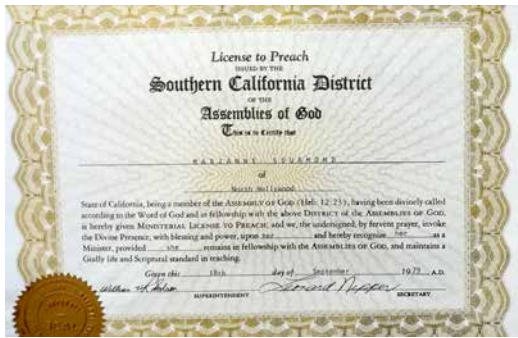 License to Preach
ISSUED BY THE
Southern California District
OF THE
Assemblies of God
This is to Certify that
MARJANNE
of
North Hollywood
State of California, being a member of the ASSEMBLY OF GOD (Heb. 12:23), having been divinely called
according to the Word of God and in fellowship with the above DISTRICT of the ASSEMBLIES OF GOD,
is hereby given MINISTERIAL LICENSE TO PREACH; and we, the undersigned, by fervent prayer, invoke
the Divine Presence, with blessing and power, upon her and hereby recognize her as a
Minister, provided she remains in fellowship with the ASSEMBLIES OF GOD, and maintains a
Godly life and Scriptural standard in teaching.
Given this 18th day of September 1979 A.D.
Leonard Nipper
SUPERINTENDENT SECRETARY